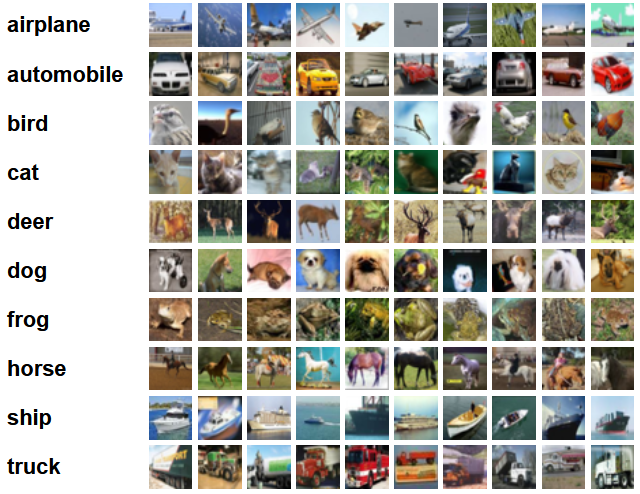 airplane
automobile
bird
cat
deer
dog
frog
horse
ship
truck